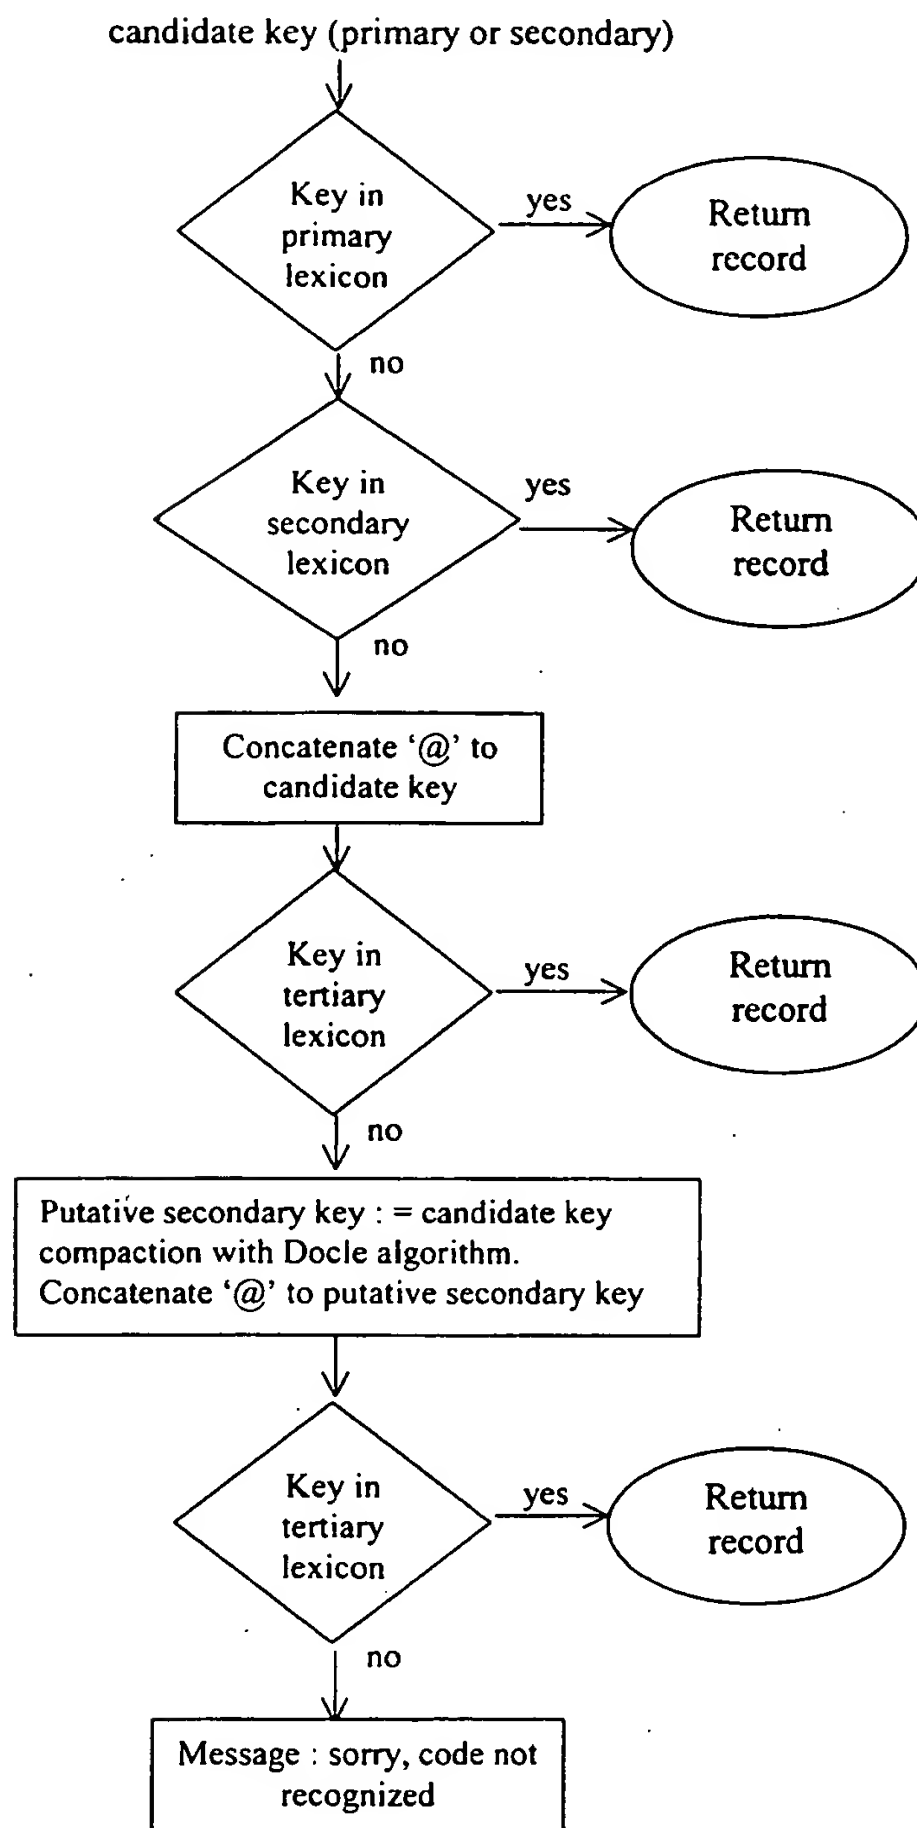 candidate key (primary or secondary)
Key in
primary
lexicon
yes
Return
record
no
Key in
secondary
lexicon
yes
Return
record
no
Concatenate ‘@’ to
candidate key
Key in
tertiary
lexicon
yes
Return
record
no
Putative secondary key : = candidate key
compaction with Docle algorithm.
Concatenate ‘@’ to putative secondary key
Key in
tertiary
lexicon
yes
Return
record
no
Message : sorry, code not
recognized